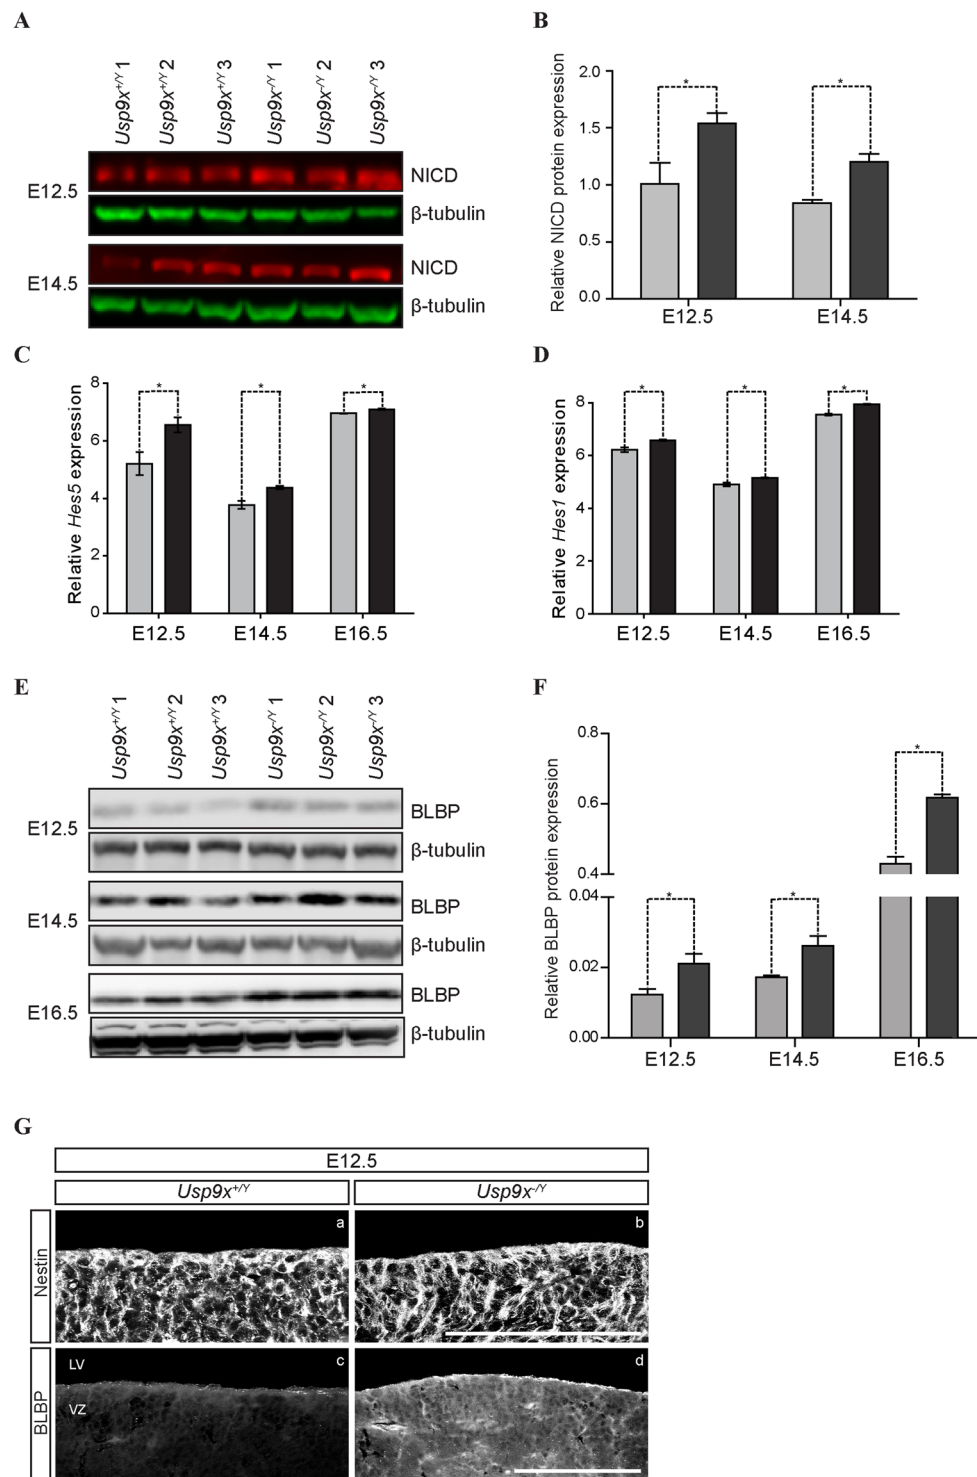 A
Usp9x+/Y 1
Usp9x+/Y 2
Usp9x+/Y 3
Usp9x-/Y 1
Usp9x-/Y 2
Usp9x-/Y 3
E12.5
NICD
β-tubulin
E14.5
NICD
β-tubulin
B
Relative NICD protein expression
2.0
1.5
1.0
0.5
0.0
*
*
E12.5
E14.5
C
Relative Hes5 expression
8
6
4
2
0
*
*
*
E12.5
E14.5
E16.5
D
Relative Hes1 expression
8
6
4
2
0
*
*
*
E12.5
E14.5
E16.5
E
Usp9x+/Y 1
Usp9x+/Y 2
Usp9x+/Y 3
Usp9x-/Y 1
Usp9x-/Y 2
Usp9x-/Y 3
E12.5
BLBP
β-tubulin
E14.5
BLBP
β-tubulin
E16.5
BLBP
β-tubulin
F
Relative BLBP protein expression
0.8
0.6
0.4
0.04
0.02
0.00
*
*
*
E12.5
E14.5
E16.5
G
E12.5
Usp9x+/Y
Usp9x-/Y
Nestin
a
b
BLBP
LV
VZ
c
d